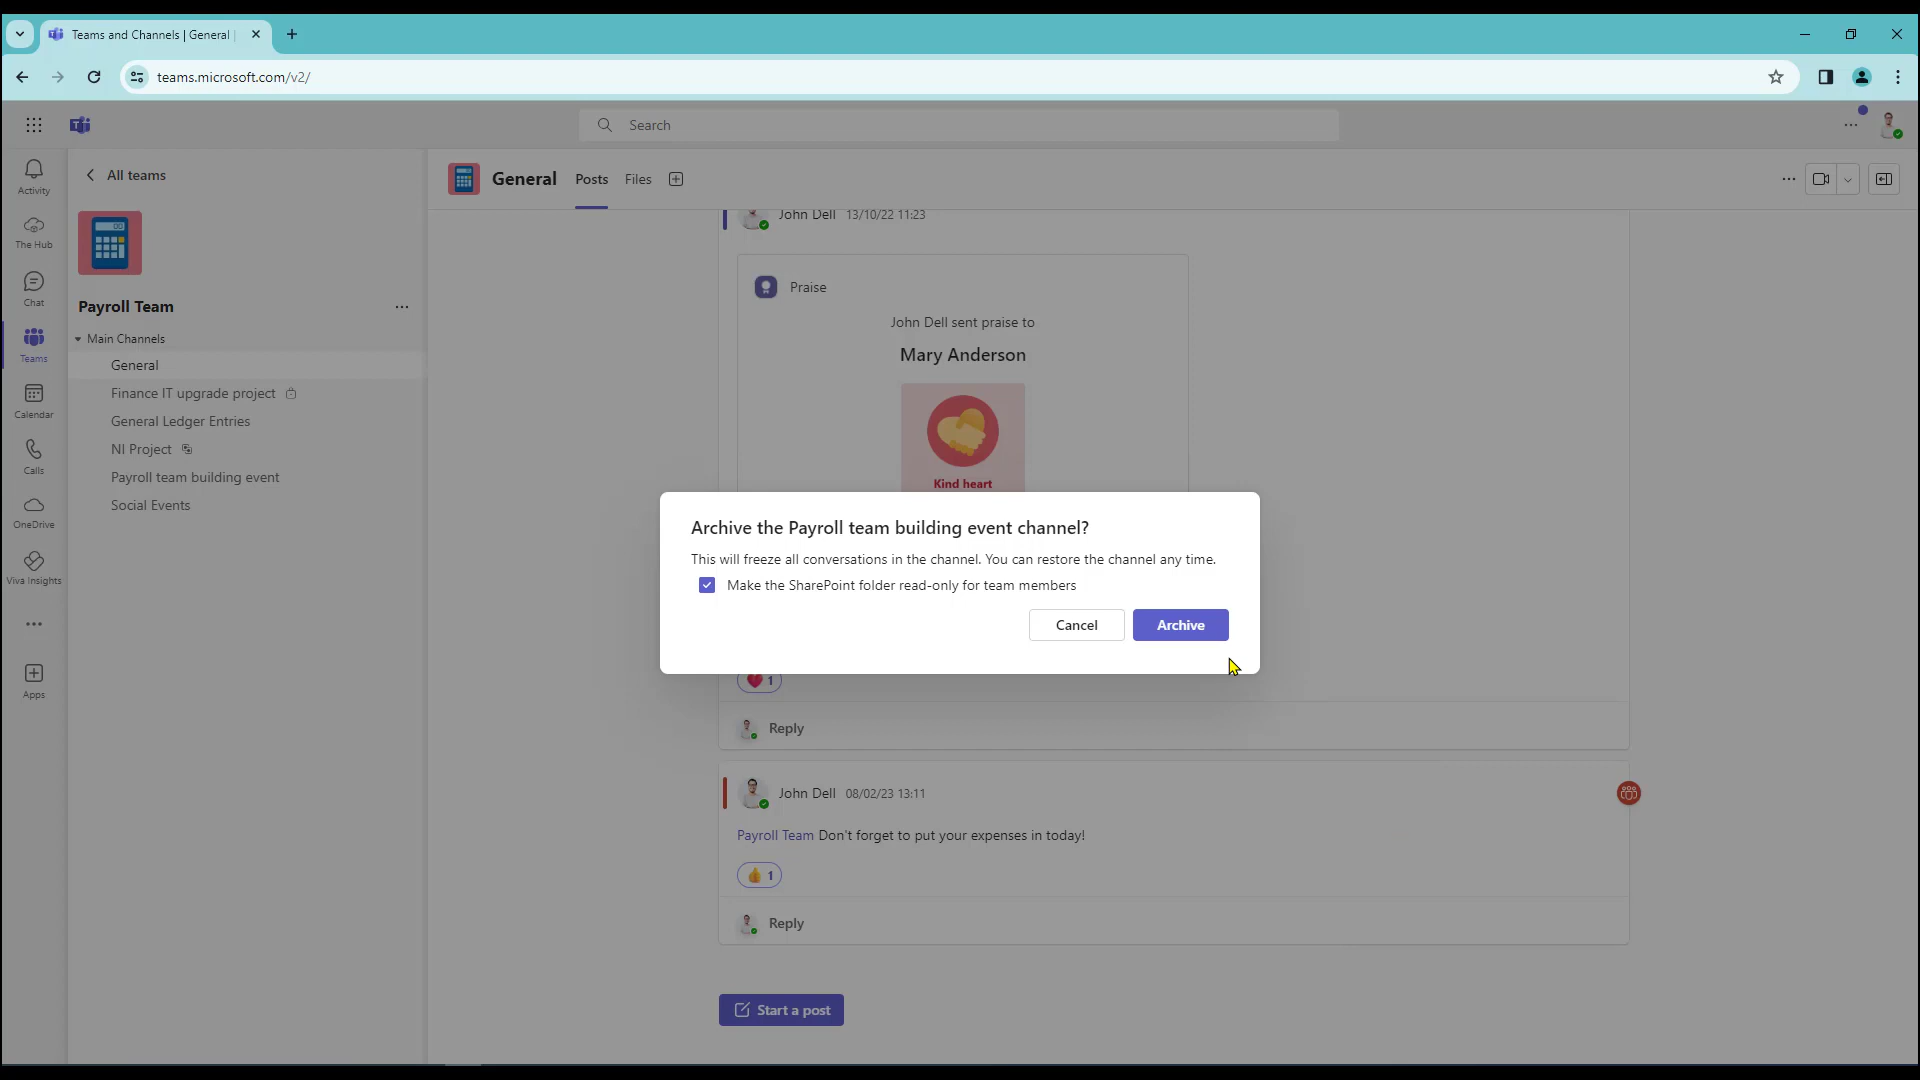 Teams and Channels | General |
teams.microsoft.com/v2/
Search
Activity
The Hub
Chat
Teams
Calendar
Calls
OneDrive
Viva Insights
Apps
All teams
Payroll Team
Main Channels
General
Finance IT upgrade project
General Ledger Entries
NI Project
Payroll team building event
Social Events
General Posts Files
John Dell 13/10/22 11:23
Praise
John Dell sent praise to
Mary Anderson
Kind heart
Archive the Payroll team building event channel?
This will freeze all conversations in the channel. You can restore the channel any time.
Make the SharePoint folder read-only for team members
Cancel Archive
1
Reply
John Dell 08/02/23 13:11
Payroll Team Don't forget to put your expenses in today!
1
Reply
Start a post